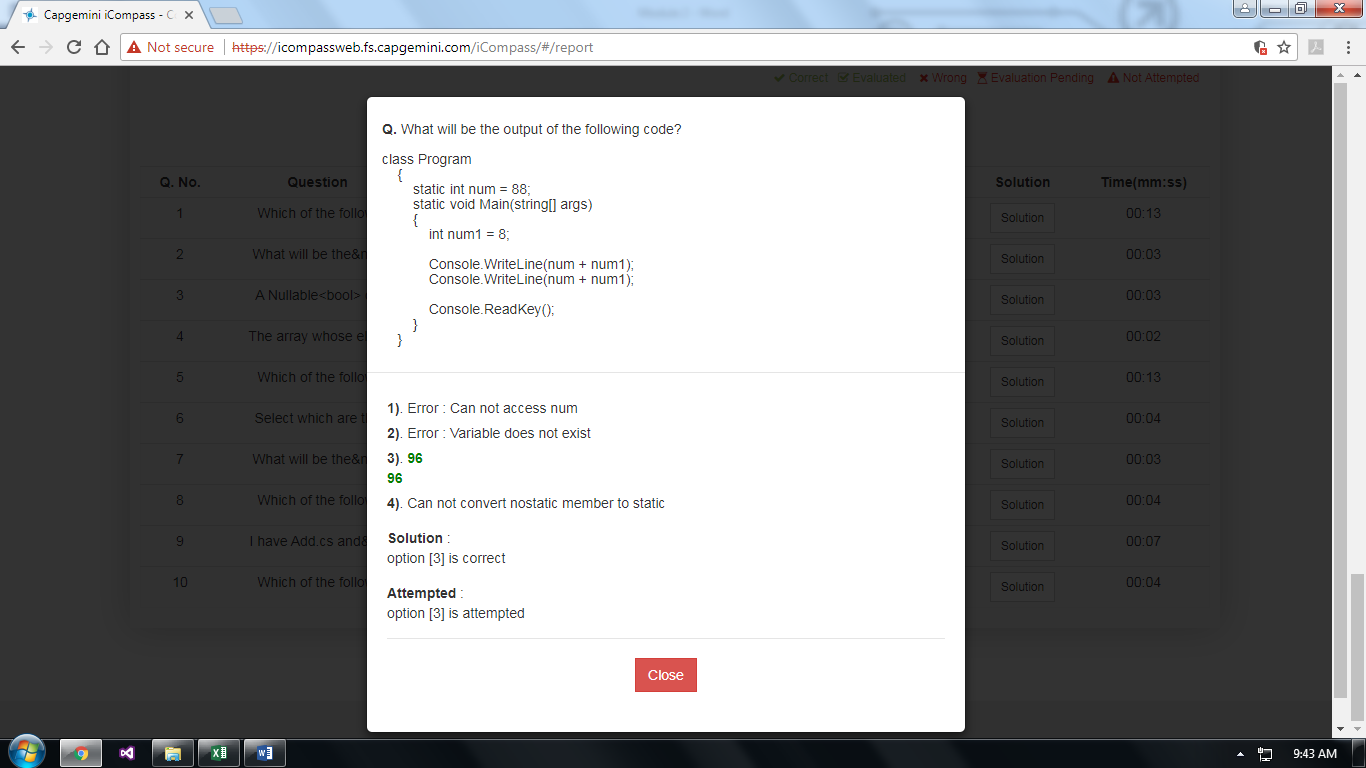 Capgemini iCompass - C
Not secure https://icompassweb.fs.capgemini.com/iCompass/#/report
Correct Evaluated Wrong Evaluation Pending Not Attempted
Q. What will be the output of the following code?
class Program
{
static int num = 88;
static void Main(string[] args)
{
int num1 = 8;
Console.WriteLine(num + num1);
Console.WriteLine(num + num1);
Console.ReadKey();
}
}
1). Error : Can not access num
2). Error : Variable does not exist
3). 96
96
4). Can not convert nostatic member to static
Solution :
option [3] is correct
Attempted :
option [3] is attempted
Close
Q. No. Question Solution Time(mm:ss)
1 Which of the follo Solution 00:13
2 What will be the&n Solution 00:03
3 A Nullable<bool> Solution 00:03
4 The array whose el Solution 00:02
5 Which of the follo Solution 00:13
6 Select which are t Solution 00:04
7 What will be the&n Solution 00:03
8 Which of the follo Solution 00:04
9 I have Add.cs and& Solution 00:07
10 Which of the follo Solution 00:04
9:43 AM